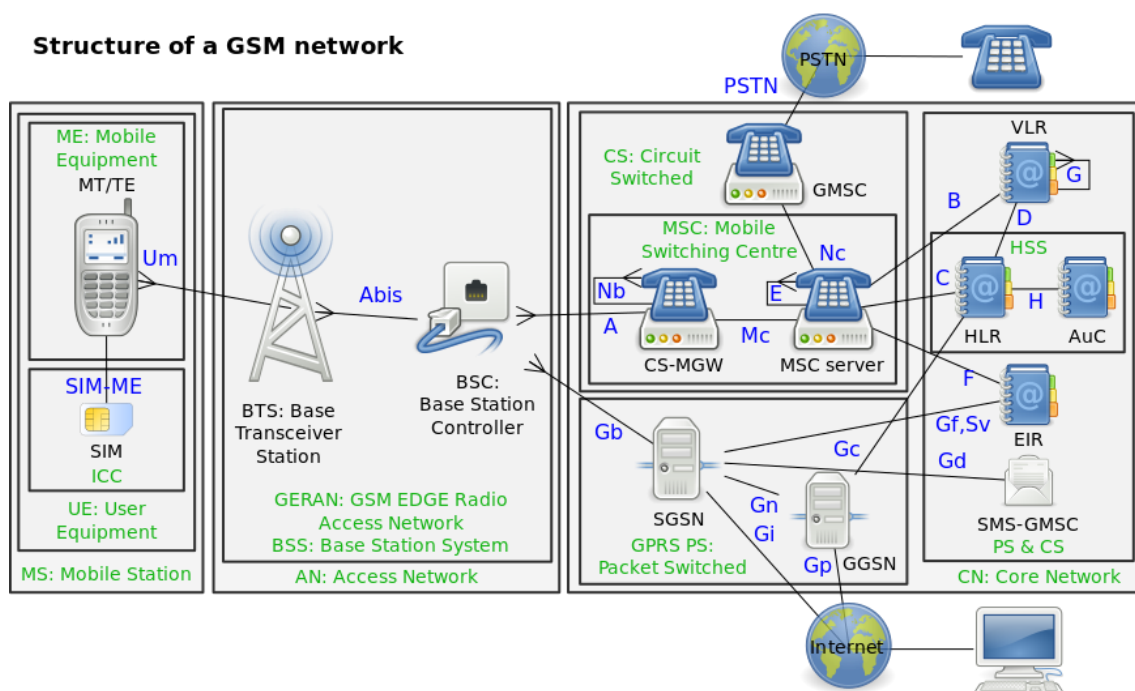 Structure of a GSM network
PSTN
PSTN
ME: Mobile
Equipment
MT/TE
Um
SIM-ME
SIM
ICC
UE: User
Equipment
MS: Mobile Station
Abis
BTS: Base
Transceiver
Station
BSC:
Base Station
Controller
GERAN: GSM EDGE Radio
Access Network
BSS: Base Station System
AN: Access Network
CS: Circuit
Switched
GMSC
MSC: Mobile
Switching Centre
Nc
Nb
E
A
Mc
CS-MGW
MSC server
VLR
G
B
D
HSS
C
H
HLR
AuC
F
Gf,Sv
EIR
Gb
Gc
Gd
SGSN
Gn
Gi
GPRS PS:
Packet Switched
Gp
GGSN
SMS-GMSC
PS & CS
CN: Core Network
Internet
@
@
@
@